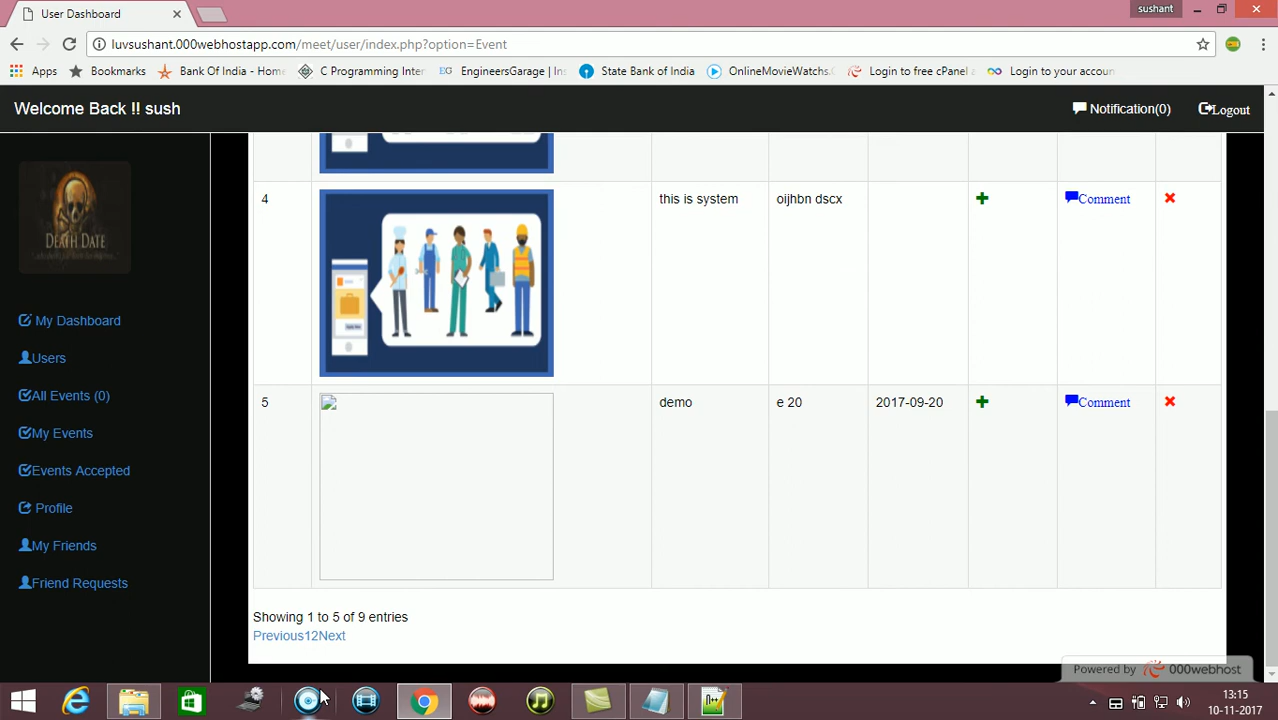 User Dashboard
sushant
luvsushant.000webhostapp.com/meet/user/index.php?option=Event
Apps Bookmarks Bank Of India - Home C Programming Inter EngineersGarage | Ins State Bank of India OnlineMovieWatchs. Login to free cPanel Login to your accoun
Welcome Back !! sush
Notification(0) Logout
DEATH DATE
My Dashboard
Users
All Events (0)
My Events
Events Accepted
Profile
My Friends
Friend Requests
4 this is system oijhbn dscx Comment
5 demo e 20 2017-09-20 Comment
Showing 1 to 5 of 9 entries
Previous12Next
Powered by 000webhost
13:15
10-11-2017